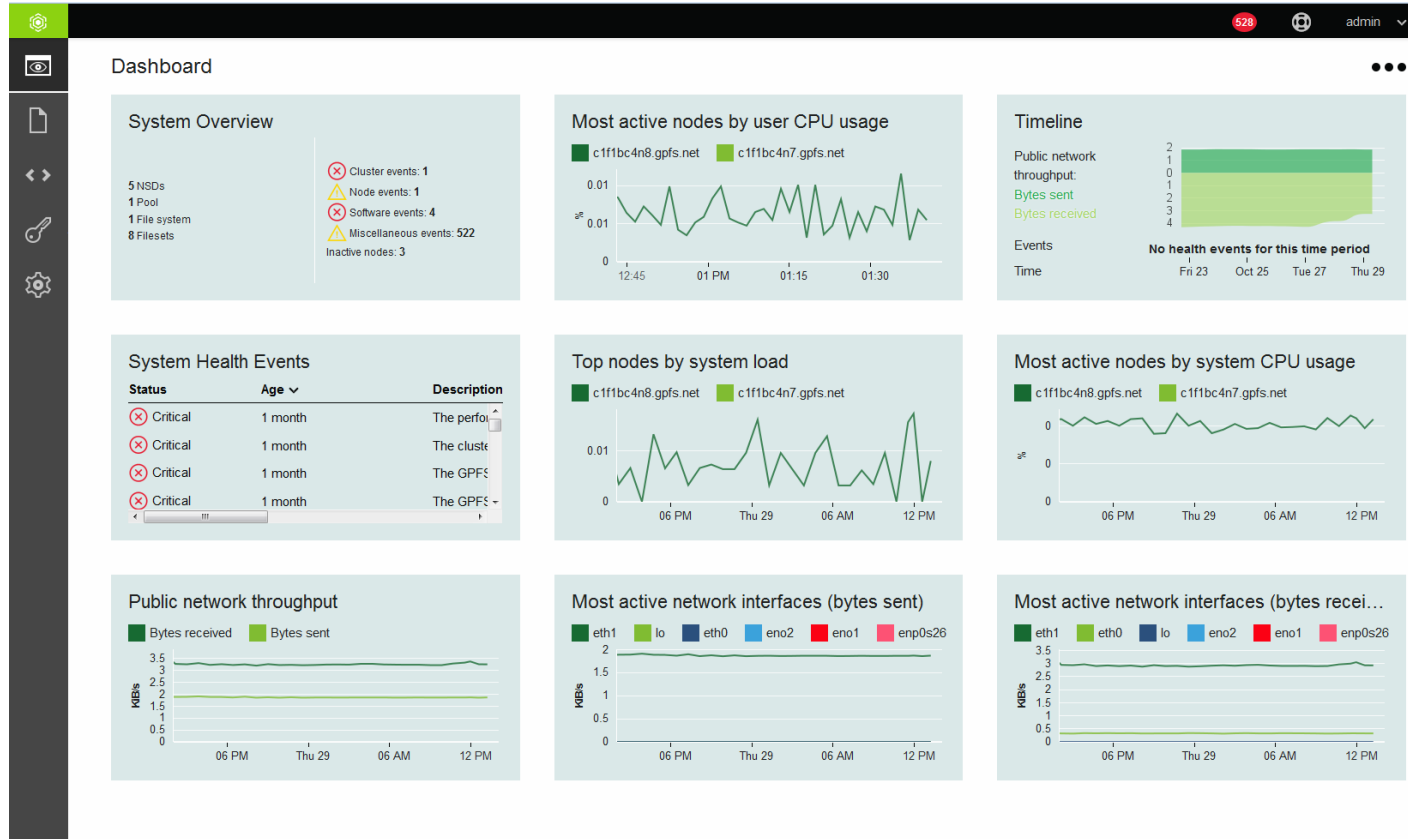 528
admin
Dashboard
System Overview
5 NSDs
1 Pool
1 File system
8 Filesets
Cluster events: 1
Node events: 1
Software events: 4
Miscellaneous events: 522
Inactive nodes: 3
Most active nodes by user CPU usage
c1f1bc4n8.gpfs.net c1f1bc4n7.gpfs.net
%
0.01
0.01
0
12:45 01 PM 01:15 01:30
Timeline
Public network
throughput:
Bytes sent
Bytes received
2
1
0
1
2
3
4
Events No health events for this time period
Time Fri 23 Oct 25 Tue 27 Thu 29
System Health Events
Status Age Description
Critical 1 month The perfor
Critical 1 month The cluste
Critical 1 month The GPFS
Critical 1 month The GPFS
Top nodes by system load
c1f1bc4n8.gpfs.net c1f1bc4n7.gpfs.net
0.01
0
06 PM Thu 29 06 AM 12 PM
Most active nodes by system CPU usage
c1f1bc4n8.gpfs.net c1f1bc4n7.gpfs.net
%
0
0
0
06 PM Thu 29 06 AM 12 PM
Public network throughput
Bytes received Bytes sent
KiB/s
3.5
3
2.5
2
1.5
1
0.5
0
06 PM Thu 29 06 AM 12 PM
Most active network interfaces (bytes sent)
eth1 lo eth0 eno2 eno1 enp0s26
KiB/s
2
1.5
1
0.5
0
06 PM Thu 29 06 AM 12 PM
Most active network interfaces (bytes recei…
eth1 eth0 lo eno2 eno1 enp0s26
KiB/s
3.5
3
2.5
2
1.5
1
0.5
0
06 PM Thu 29 06 AM 12 PM